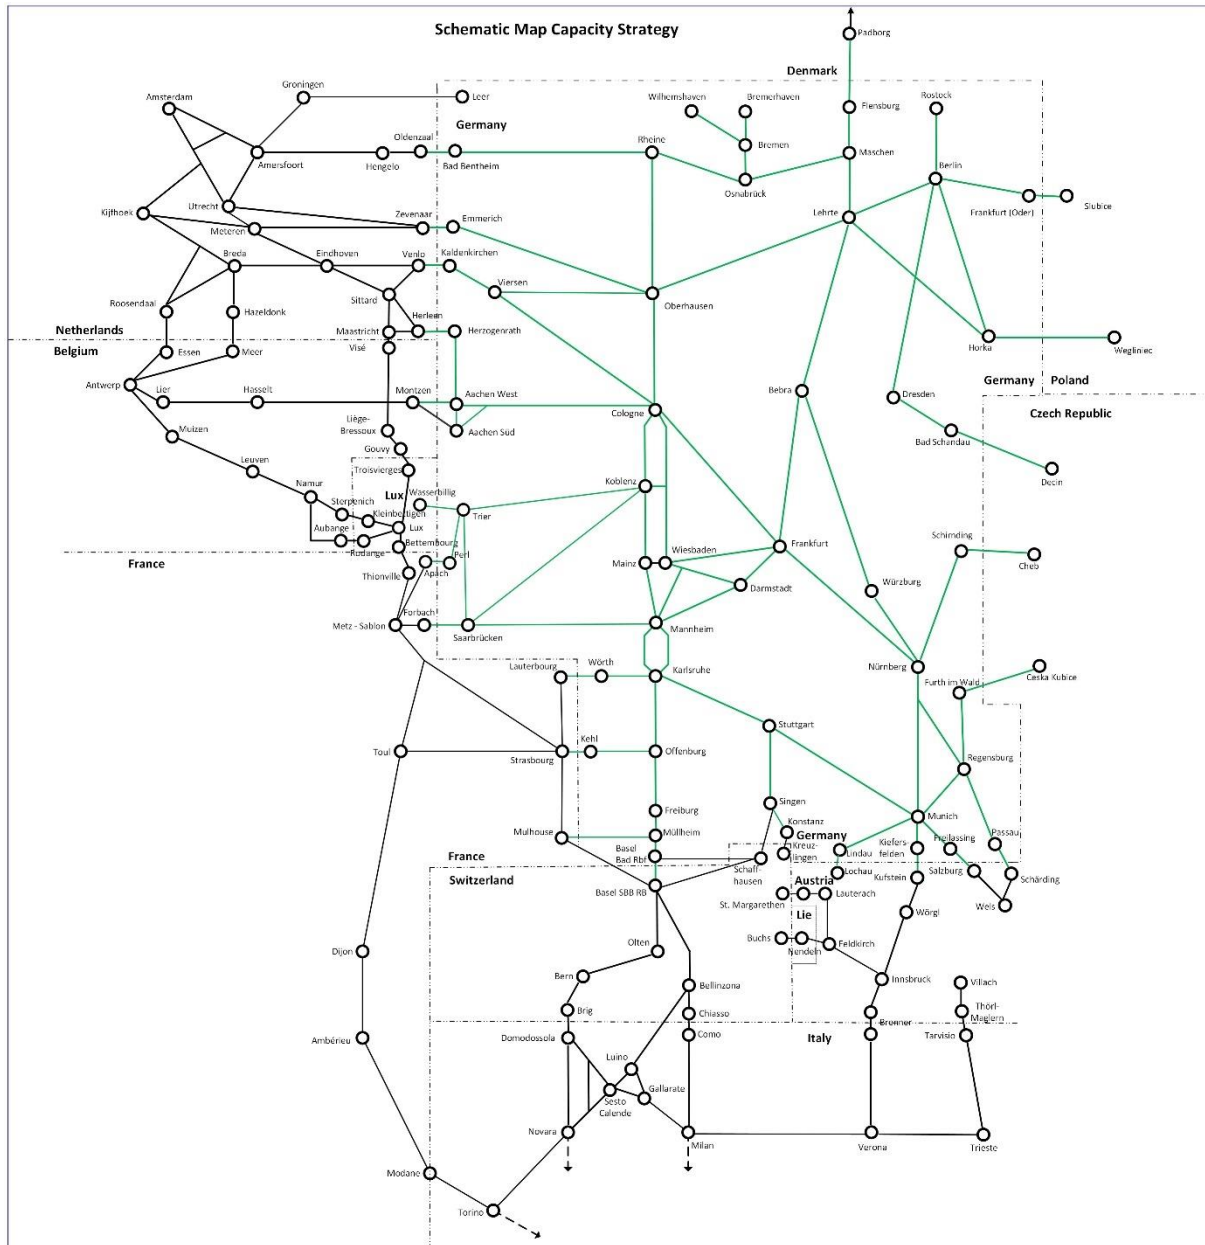 Schematic Map Capacity Strategy
Padborg
Denmark
Groningen
Leer
Amsterdam
Wilhemshaven
Bremerhaven
Rostock
Flensburg
Germany
Oldenzaal
Rheine
Bremen
Maschen
Berlin
Amersfoort
Hengelo
Bad Bentheim
Osnabrück
Frankfurt (Oder)
Slubice
Kijfhoek
Utrecht
Zevenaar
Emmerich
Lehrte
Meteren
Breda
Eindhoven
Venlo
Kaldenkirchen
Viersen
Oberhausen
Sittard
Roosendaal
Hazeldonk
Herleen
Netherlands
Maastricht
Herzogenrath
Horka
Wegliniec
Belgium
Essen
Meer
Visé
Antwerp
Lier
Hasselt
Montzen
Aachen West
Bebra
Germany
Poland
Dresden
Cologne
Czech Republic
Muizen
Liège-
Bressoux
Aachen Süd
Bad Schandau
Gouvy
Leuven
Troisvierges
Decin
Namur
Lux
Wasserbillig
Koblenz
Sterpenich
Kleinbettigen
Trier
Aubange
Lux
Rudange
Bettembourg
Perl
Wiesbaden
Frankfurt
Schirnding
Cheb
France
Apach
Mainz
Thionville
Darmstadt
Würzburg
Forbach
Metz - Sablon
Saarbrücken
Mannheim
Nürnberg
Lauterbourg
Wörth
Karlsruhe
Furth im Wald
Ceska Kubice
Stuttgart
Toul
Kehl
Strasbourg
Offenburg
Regensburg
Singen
Freiburg
Konstanz
Munich
Mulhouse
Müllheim
Germany
Kreuz-
lingen
Kiefers-
felden
Freilassing
Passau
France
Basel
Bad Rbf
Schaff-
hausen
Lindau
Switzerland
Austria
Lochau
Kufstein
Salzburg
Schärding
Basel SBB RB
Lauterach
St. Margarethen
Wels
Lie
Wörgl
Olten
Buchs
Nendeln
Feldkirch
Dijon
Bern
Bellinzona
Innsbruck
Villach
Brig
Chiasso
Brenner
Thörl-
Maglern
Ambérieu
Domodossola
Como
Italy
Tarvisio
Luino
Gallarate
Sesto
Calende
Novara
Milan
Verona
Trieste
Modane
Torino